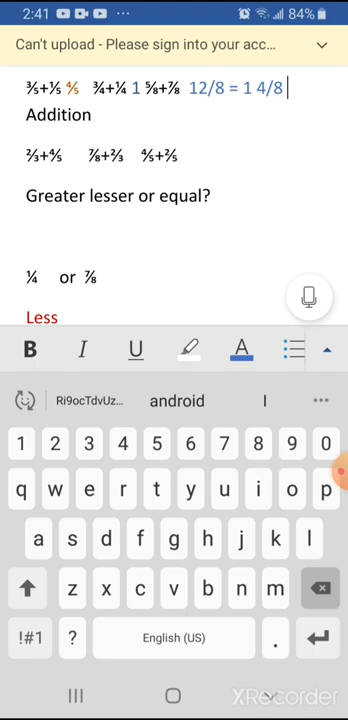 2:41 84%
Can't upload - Please sign into your acc...
⅗+⅕ ⅘ ¾+¼ 1 ⅝+⅞ 12/8 = 1 4/8
Addition
⅔+⅘ ⅞+⅔ ⅘+⅖
Greater lesser or equal?
¼ or ⅞
Less
B I U A
Ri9ocTdvUz... android I
1 2 3 4 5 6 7 8 9 0
q w e r t y u i o p
a s d f g h j k l
z x c v b n m
!#1 ? English (US) .
XRecorder